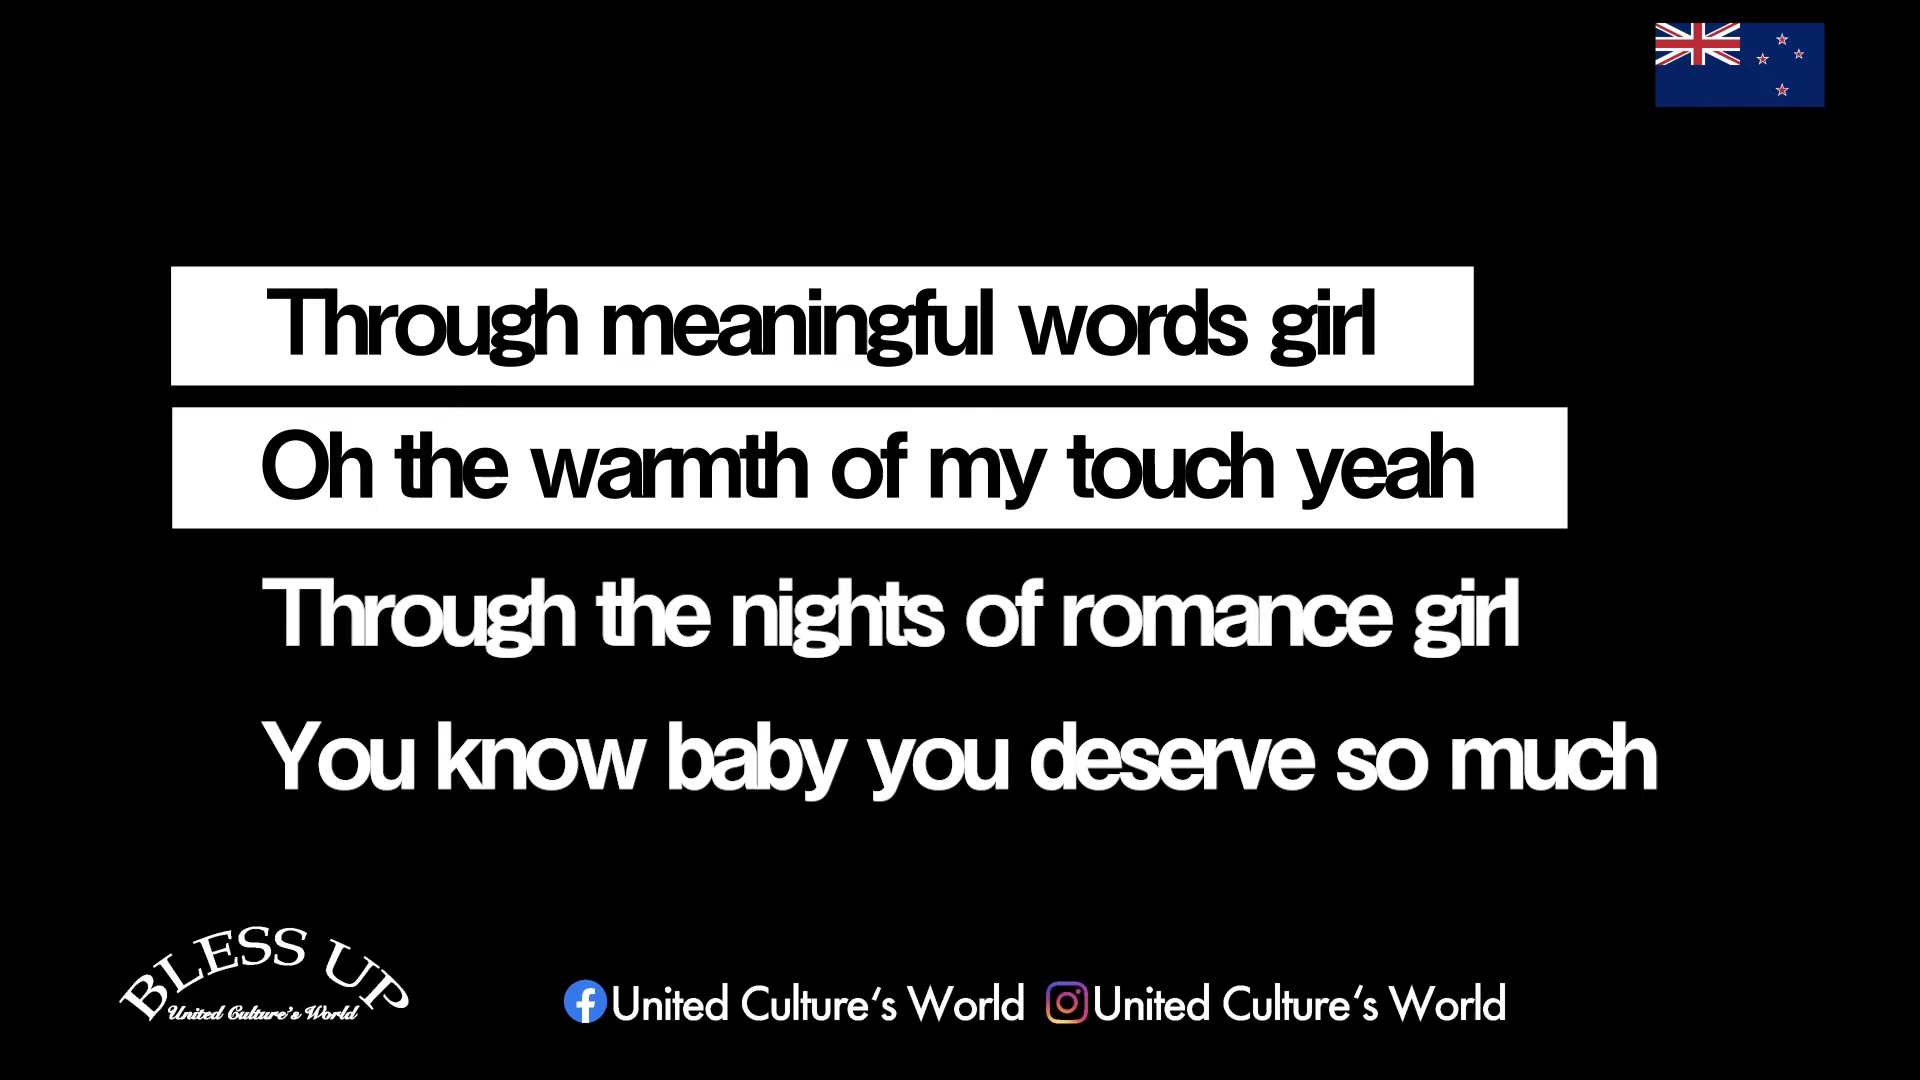 Through meaningful words girl
Oh the warmth of my touch yeah
Through the nights of romance girl
You know baby you deserve so much
BLESS UP
United Culture's World
United Culture's World United Culture's World